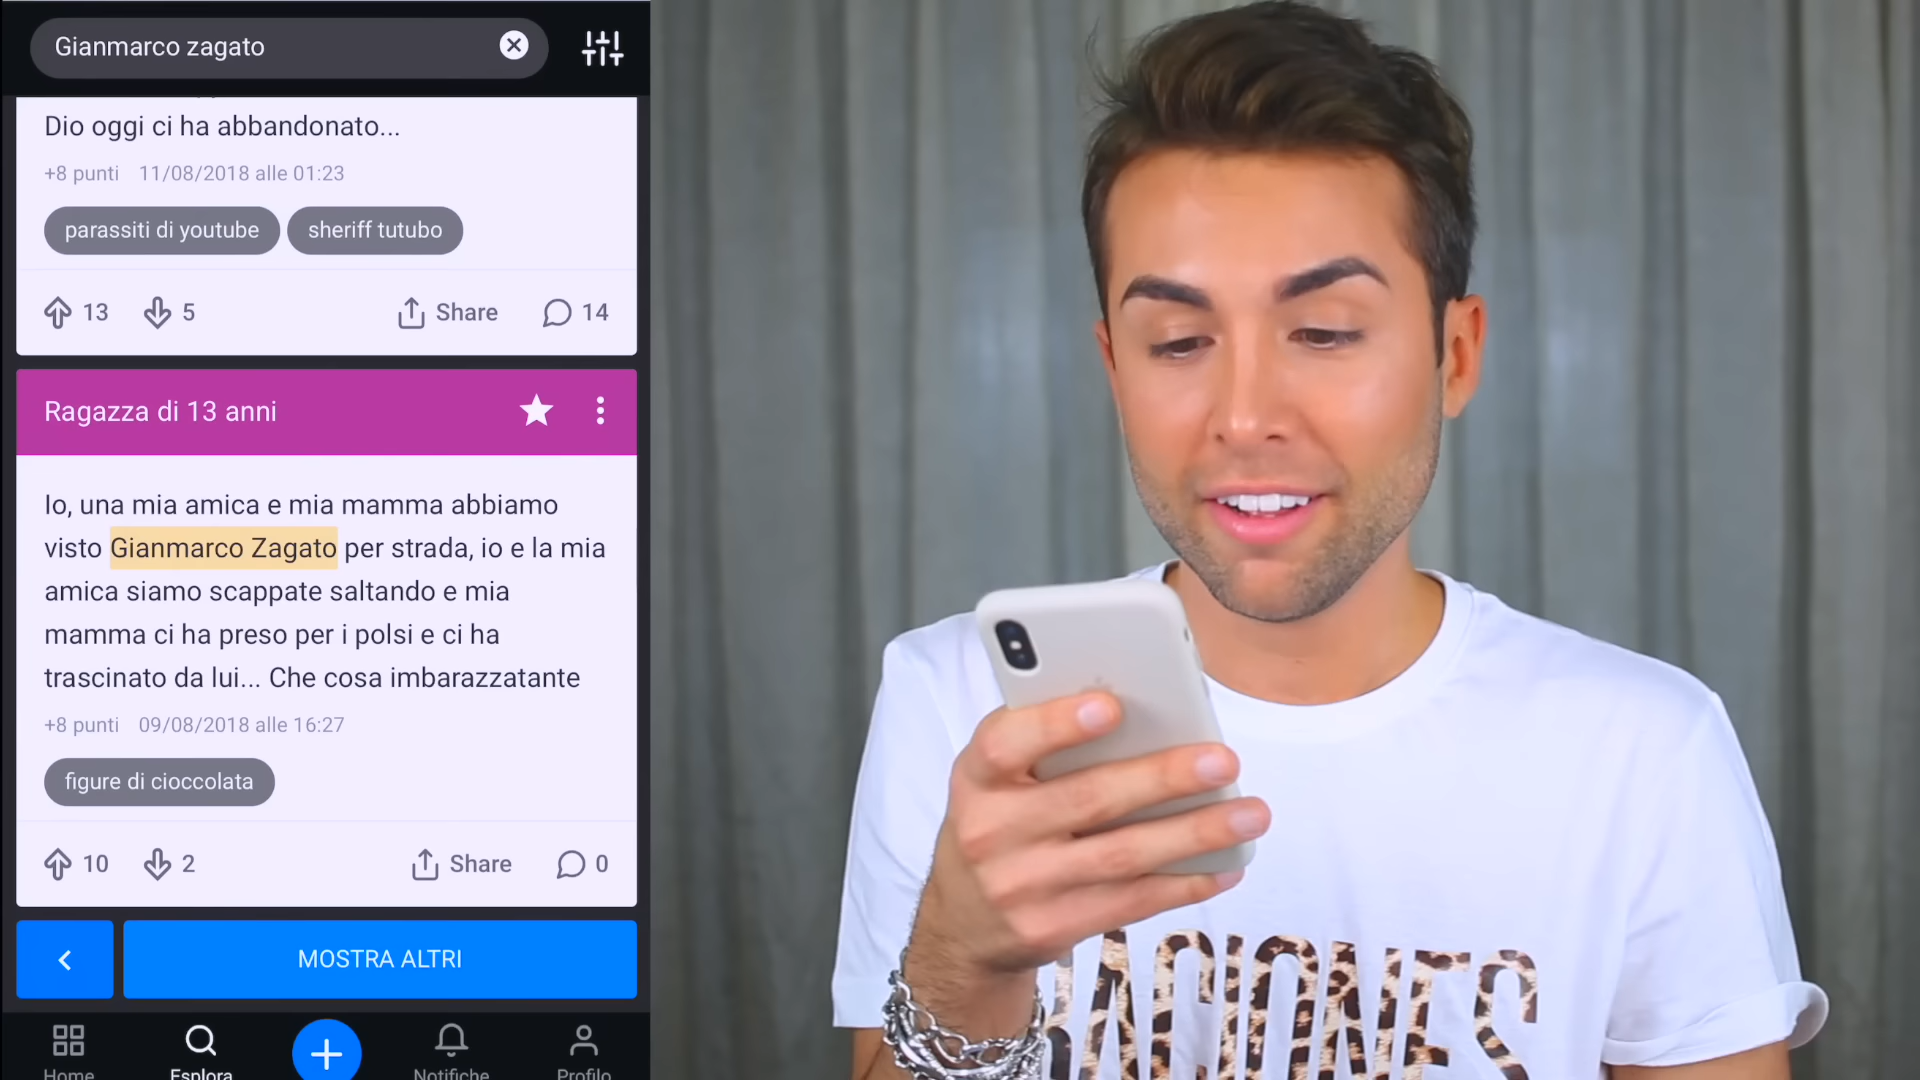 Gianmarco zagato
Dio oggi ci ha abbandonato...
+8 punti 11/08/2018 alle 01:23
parassiti di youtube sheriff tutubo
13 5 Share 14
Ragazza di 13 anni
Io, una mia amica e mia mamma abbiamo
visto Gianmarco Zagato per strada, io e la mia
amica siamo scappate saltando e mia
mamma ci ha preso per i polsi e ci ha
trascinato da lui... Che cosa imbarazzatante
+8 punti 09/08/2018 alle 16:27
figure di cioccolata
10 2 Share 0
MOSTRA ALTRI
Home Esplora Notifiche Profilo
ACIONES